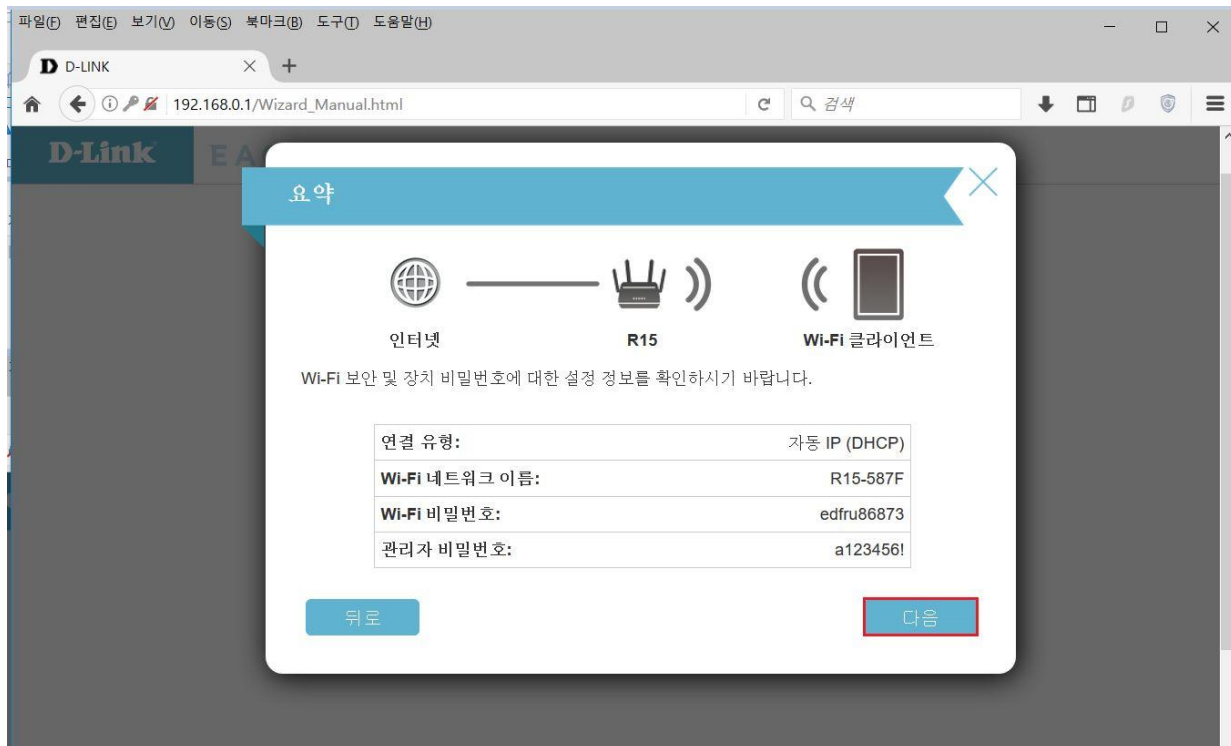 파일(F) 편집(E) 보기(V) 이동(S) 북마크(B) 도구(T) 도움말(H)
D D-LINK
192.168.0.1/Wizard_Manual.html
검색
D-Link EA
요약
인터넷 R15 Wi-Fi 클라이언트
Wi-Fi 보안 및 장치 비밀번호에 대한 설정 정보를 확인하시기 바랍니다.
연결 유형: 자동 IP (DHCP)
Wi-Fi 네트워크 이름: R15-587F
Wi-Fi 비밀번호: edfru86873
관리자 비밀번호: a123456!
뒤로 다음